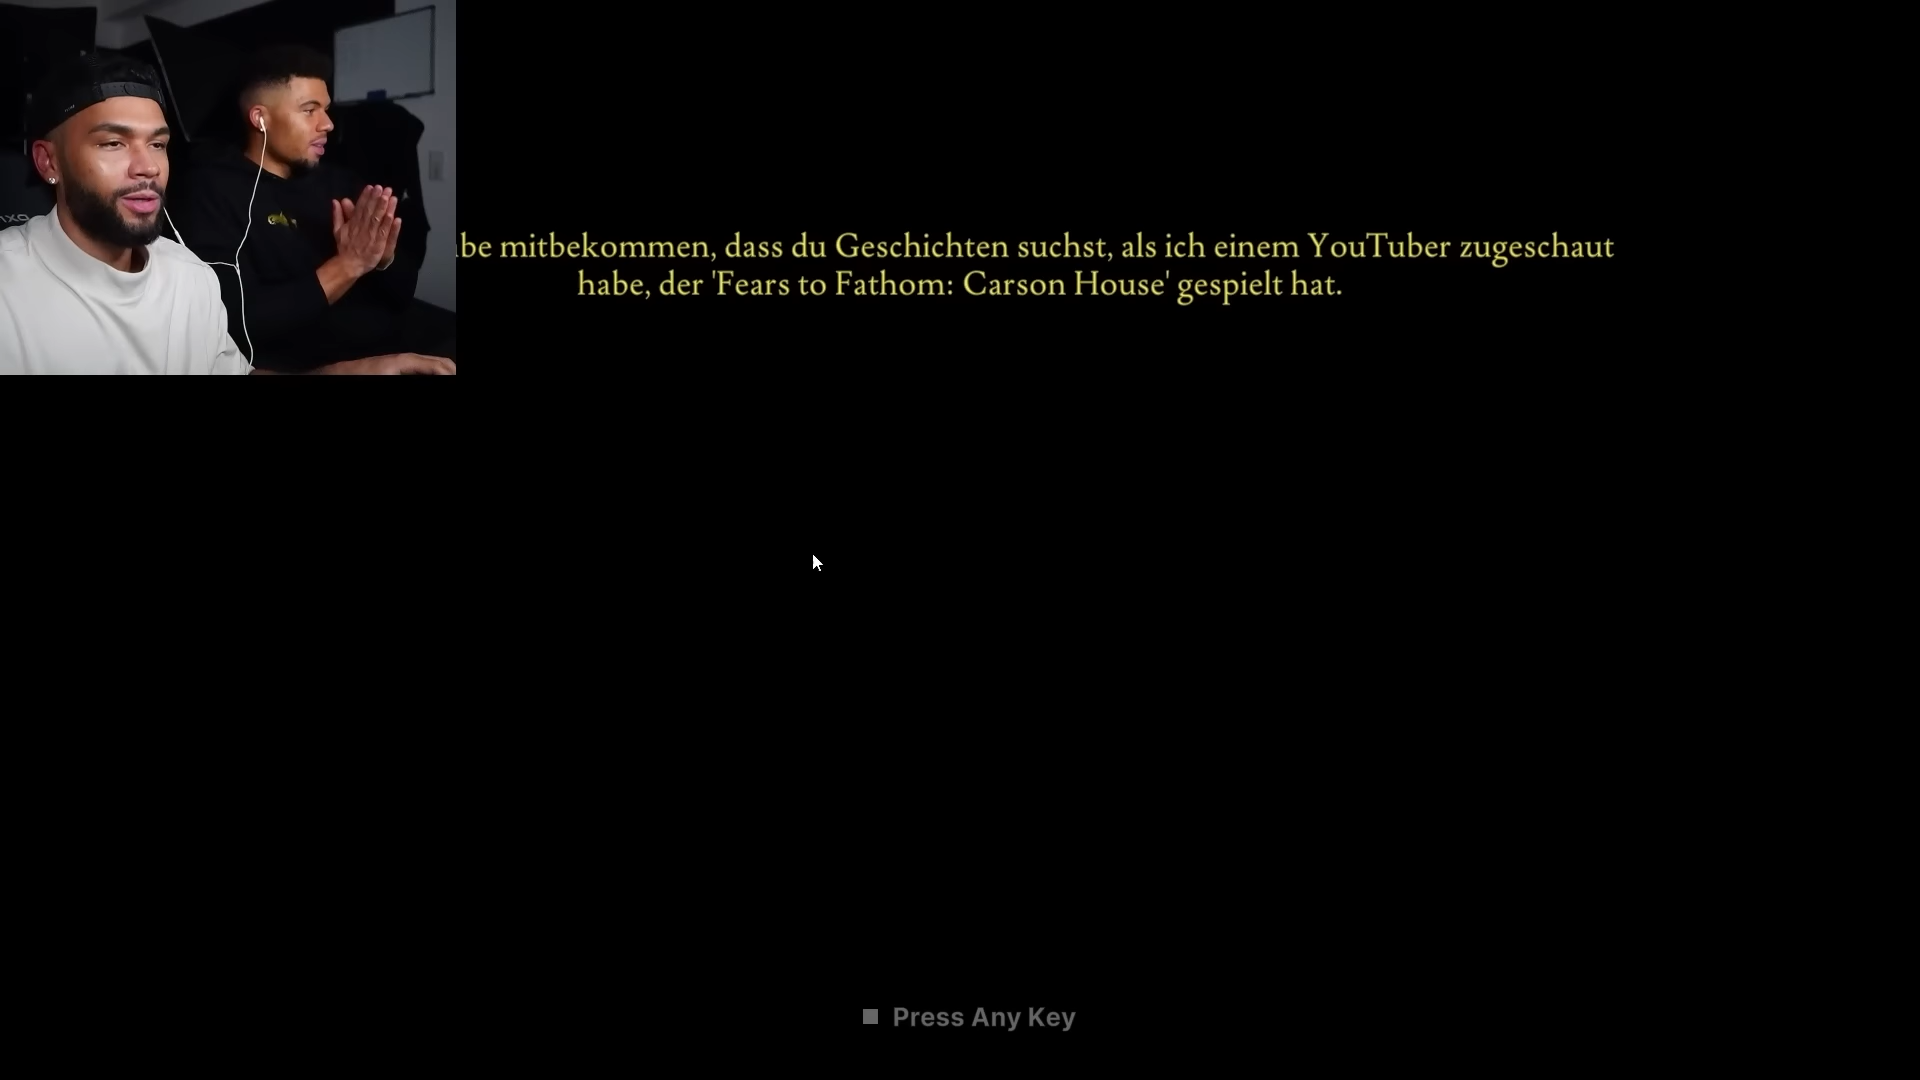 be mitbekommen, dass du Geschichten suchst, als ich einem YouTuber zugeschaut
habe, der 'Fears to Fathom: Carson House' gespielt hat.
Press Any Key